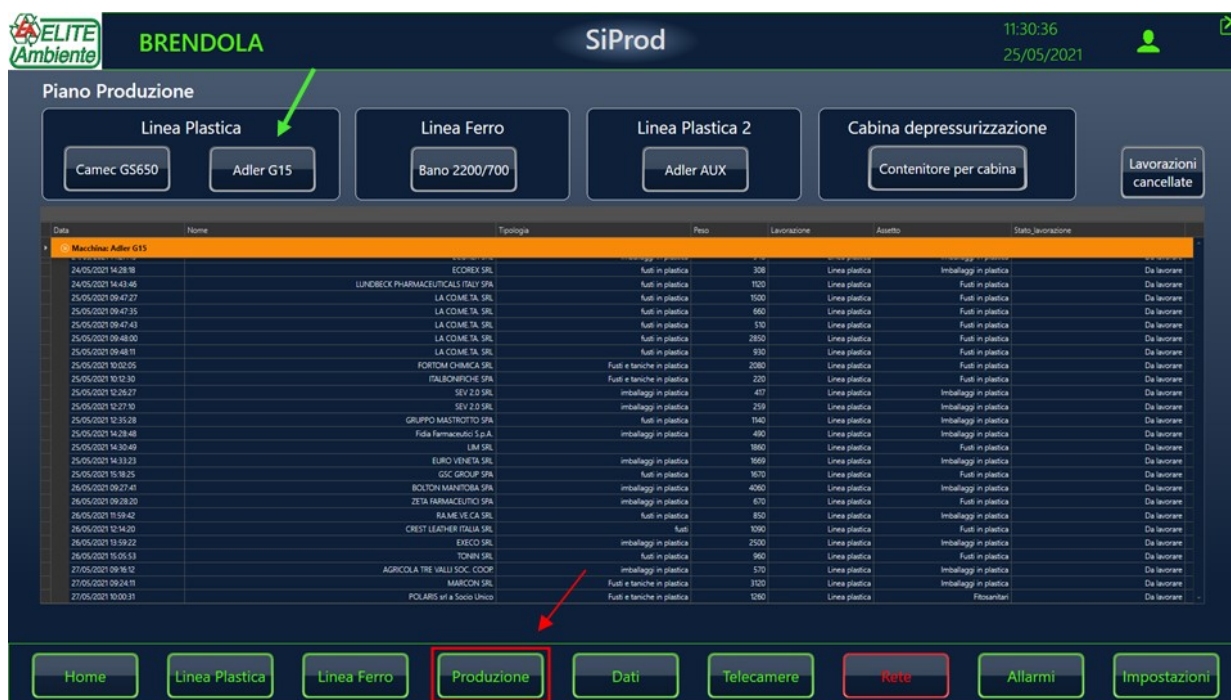 ELITE
Ambiente
BRENDOLA
SiProd
11:30:36
25/05/2021
Piano Produzione
Linea Plastica
Camec GS650
Adler G15
Linea Ferro
Bano 2200/700
Linea Plastica 2
Adler AUX
Cabina depressurizzazione
Contenitore per cabina
Lavorazioni
cancellate
Data Nome Tipologia Peso Lavorazione Assetto Stato_lavorazione
Macchina: Adler G15
24/05/2021 14:28:18 ECOREX SRL fusti in plastica 308 Linea plastica Imballaggi in plastica Da lavorare
24/05/2021 14:43:46 LUNDBECK PHARMACEUTICALS ITALY SPA fusti in plastica 1120 Linea plastica Fusti in plastica Da lavorare
25/05/2021 09:47:27 LA CO.ME.TA. SRL fusti in plastica 1500 Linea plastica Fusti in plastica Da lavorare
25/05/2021 09:47:35 LA CO.ME.TA. SRL fusti in plastica 660 Linea plastica Fusti in plastica Da lavorare
25/05/2021 09:47:43 LA CO.ME.TA. SRL fusti in plastica 510 Linea plastica Fusti in plastica Da lavorare
25/05/2021 09:48:00 LA CO.ME.TA. SRL fusti in plastica 2850 Linea plastica Fusti in plastica Da lavorare
25/05/2021 09:48:11 LA CO.ME.TA. SRL fusti in plastica 930 Linea plastica Fusti in plastica Da lavorare
25/05/2021 10:02:05 FORTOM CHIMICA SRL Fusti e taniche in plastica 2080 Linea plastica Fusti in plastica Da lavorare
25/05/2021 10:12:30 ITALBONIFICHE SPA Fusti e taniche in plastica 220 Linea plastica Fusti in plastica Da lavorare
25/05/2021 12:26:27 SEV 2.0 SRL imballaggi in plastica 417 Linea plastica Imballaggi in plastica Da lavorare
25/05/2021 12:27:10 SEV 2.0 SRL imballaggi in plastica 259 Linea plastica Imballaggi in plastica Da lavorare
25/05/2021 12:35:28 GRUPPO MASTROTTO SPA fusti in plastica 1140 Linea plastica Imballaggi in plastica Da lavorare
25/05/2021 14:28:48 Fidia Farmaceutici S.p.A. imballaggi in plastica 490 Linea plastica Imballaggi in plastica Da lavorare
25/05/2021 14:30:49 LIM SRL 1860 Linea plastica Fusti in plastica Da lavorare
25/05/2021 14:33:23 EURO VENETA SRL imballaggi in plastica 1669 Linea plastica Imballaggi in plastica Da lavorare
25/05/2021 15:18:25 GSC GROUP SPA fusti in plastica 1670 Linea plastica Fusti in plastica Da lavorare
26/05/2021 09:27:41 BOLTON MANITOBA SPA imballaggi in plastica 4060 Linea plastica Imballaggi in plastica Da lavorare
26/05/2021 09:28:20 ZETA FARMACEUTICI SPA imballaggi in plastica 670 Linea plastica Imballaggi in plastica Da lavorare
26/05/2021 11:59:42 RA.ME.VE.CA SRL fusti in plastica 850 Linea plastica Imballaggi in plastica Da lavorare
26/05/2021 12:14:20 CREST LEATHER ITALIA SRL fusti 1090 Linea plastica Fusti in plastica Da lavorare
26/05/2021 13:59:22 EXECO SRL imballaggi in plastica 2500 Linea plastica Imballaggi in plastica Da lavorare
26/05/2021 15:05:53 TONIN SRL fusti in plastica 960 Linea plastica Fusti in plastica Da lavorare
27/05/2021 09:16:12 AGRICOLA TRE VALLI SOC. COOP. imballaggi in plastica 570 Linea plastica Imballaggi in plastica Da lavorare
27/05/2021 09:24:11 MARCON SRL Fusti e taniche in plastica 3120 Linea plastica Imballaggi in plastica Da lavorare
27/05/2021 10:00:31 POLARIS srl a Socio Unico Fusti e taniche in plastica 1260 Linea plastica Fitosanitari Da lavorare
Home
Linea Plastica
Linea Ferro
Produzione
Dati
Telecamere
Rete
Allarmi
Impostazioni